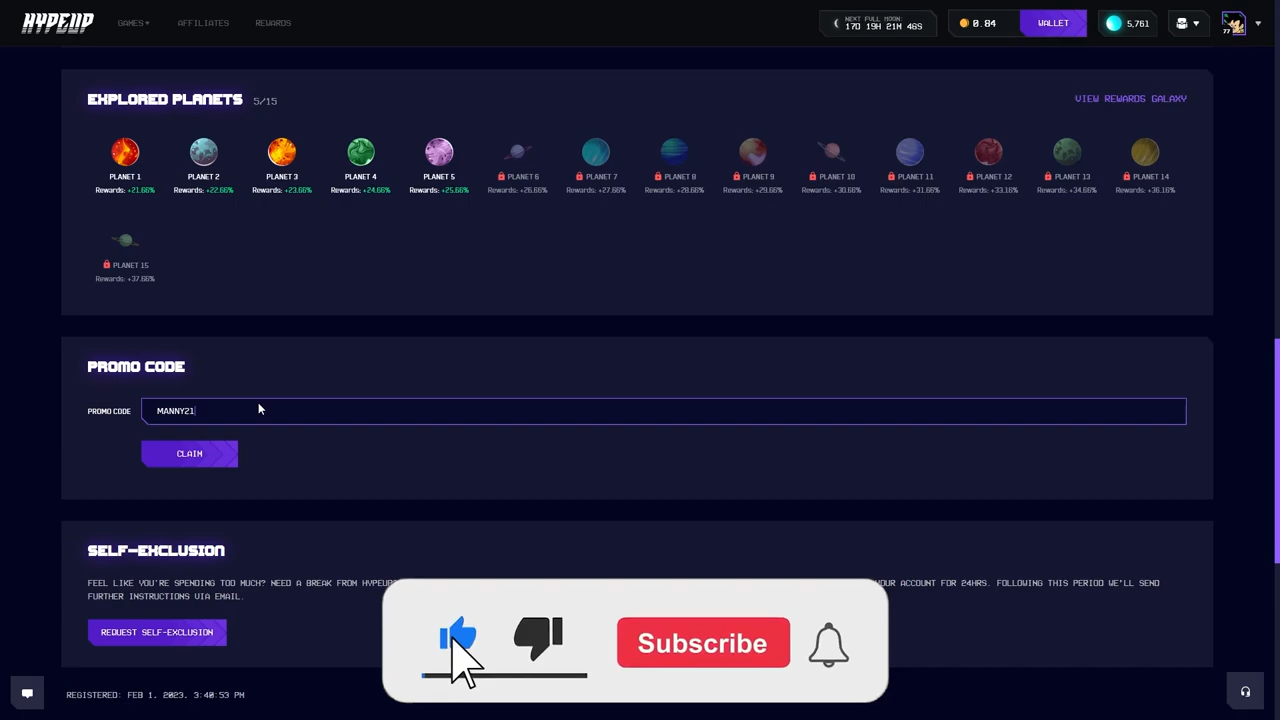 HYPEUP
GAMES
AFFILIATES
REWARDS
NEXT FULL MOON:
17D 19H 21M 46S
0.84
WALLET
5,761
77
EXPLORED PLANETS 5/15
VIEW REWARDS GALAXY
PLANET 1 PLANET 2 PLANET 3 PLANET 4 PLANET 5 PLANET 6 PLANET 7 PLANET 8 PLANET 9 PLANET 10 PLANET 11 PLANET 12 PLANET 13 PLANET 14
Rewards: +21.66% Rewards: +22.66% Rewards: +23.66% Rewards: +24.66% Rewards: +25.66% Rewards: +26.66% Rewards: +27.66% Rewards: +28.66% Rewards: +29.66% Rewards: +30.66% Rewards: +31.66% Rewards: +33.16% Rewards: +34.66% Rewards: +36.16%
PLANET 15
Rewards: +37.66%
PROMO CODE
PROMO CODE MANNY21
CLAIM
SELF-EXCLUSION
FEEL LIKE YOU'RE SPENDING TOO MUCH? NEED A BREAK FROM YOUR ACCOUNT FOR 24HRS. FOLLOWING THIS PERIOD WE'LL SEND
FURTHER INSTRUCTIONS VIA EMAIL.
REQUEST SELF-EXCLUSION
Subscribe
REGISTERED: FEB 1, 2023, 3:40:53 PM